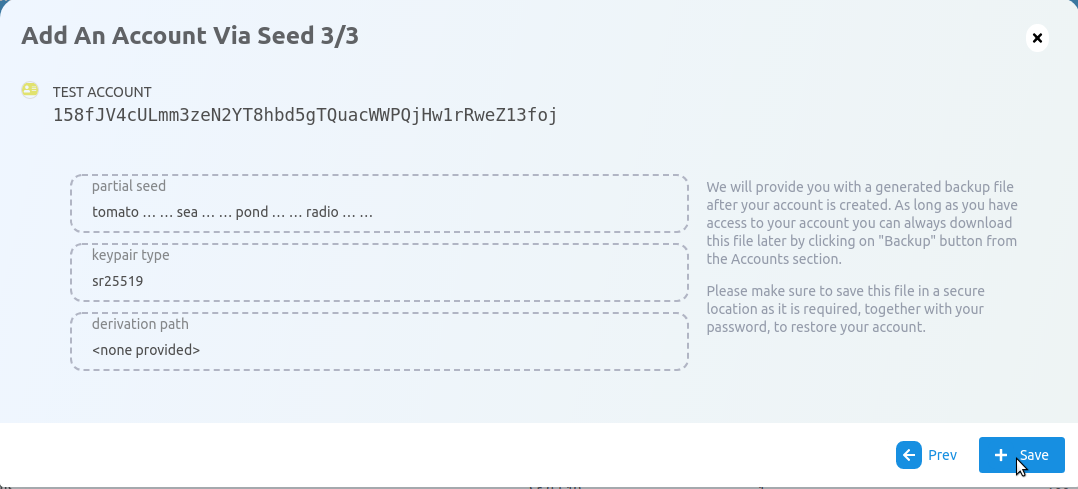 Add An Account Via Seed 3/3
TEST ACCOUNT
158fJV4cULmm3zeN2YT8hbd5gTQuacWWPQjHw1rRweZ13foj
partial seed
tomato … … sea … … pond … … radio … …
keypair type
sr25519
derivation path
<none provided>
We will provide you with a generated backup file
after your account is created. As long as you have
access to your account you can always download
this file later by clicking on "Backup" button from
the Accounts section.
Please make sure to save this file in a secure
location as it is required, together with your
password, to restore your account.
Prev
Save